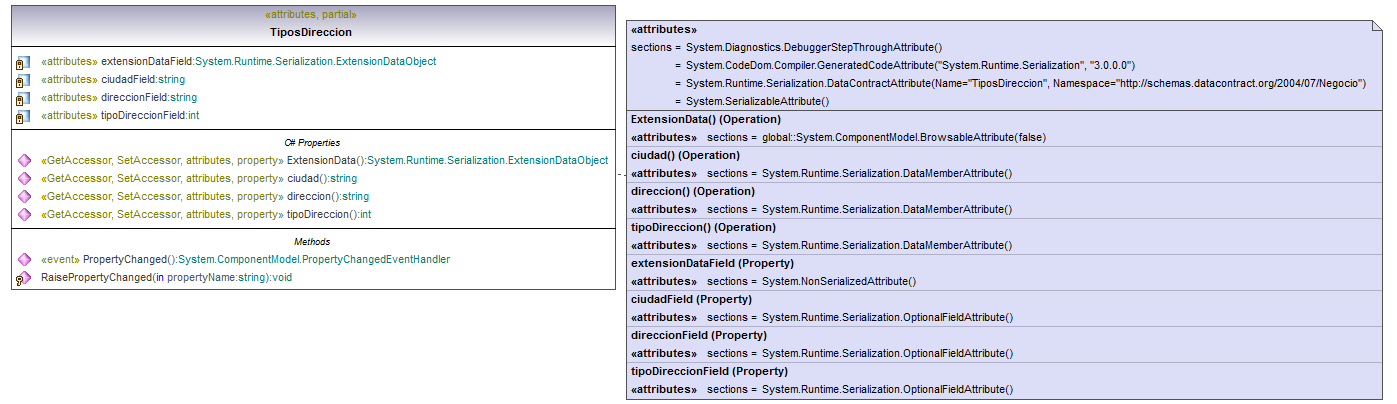 «attributes, partial»
TiposDireccion
«attributes» extensionDataField:System.Runtime.Serialization.ExtensionDataObject
«attributes» ciudadField:string
«attributes» direccionField:string
«attributes» tipoDireccionField:int
C# Properties
«GetAccessor, SetAccessor, attributes, property» ExtensionData():System.Runtime.Serialization.ExtensionDataObject
«GetAccessor, SetAccessor, attributes, property» ciudad():string
«GetAccessor, SetAccessor, attributes, property» direccion():string
«GetAccessor, SetAccessor, attributes, property» tipoDireccion():int
Methods
«event» PropertyChanged():System.ComponentModel.PropertyChangedEventHandler
RaisePropertyChanged(in propertyName:string):void
«attributes»
sections = System.Diagnostics.DebuggerStepThroughAttribute()
= System.CodeDom.Compiler.GeneratedCodeAttribute("System.Runtime.Serialization", "3.0.0.0")
= System.Runtime.Serialization.DataContractAttribute(Name="TiposDireccion", Namespace="http://schemas.datacontract.org/2004/07/Negocio")
= System.SerializableAttribute()
ExtensionData() (Operation)
«attributes» sections = global::System.ComponentModel.BrowsableAttribute(false)
ciudad() (Operation)
«attributes» sections = System.Runtime.Serialization.DataMemberAttribute()
direccion() (Operation)
«attributes» sections = System.Runtime.Serialization.DataMemberAttribute()
tipoDireccion() (Operation)
«attributes» sections = System.Runtime.Serialization.DataMemberAttribute()
extensionDataField (Property)
«attributes» sections = System.NonSerializedAttribute()
ciudadField (Property)
«attributes» sections = System.Runtime.Serialization.OptionalFieldAttribute()
direccionField (Property)
«attributes» sections = System.Runtime.Serialization.OptionalFieldAttribute()
tipoDireccionField (Property)
«attributes» sections = System.Runtime.Serialization.OptionalFieldAttribute()